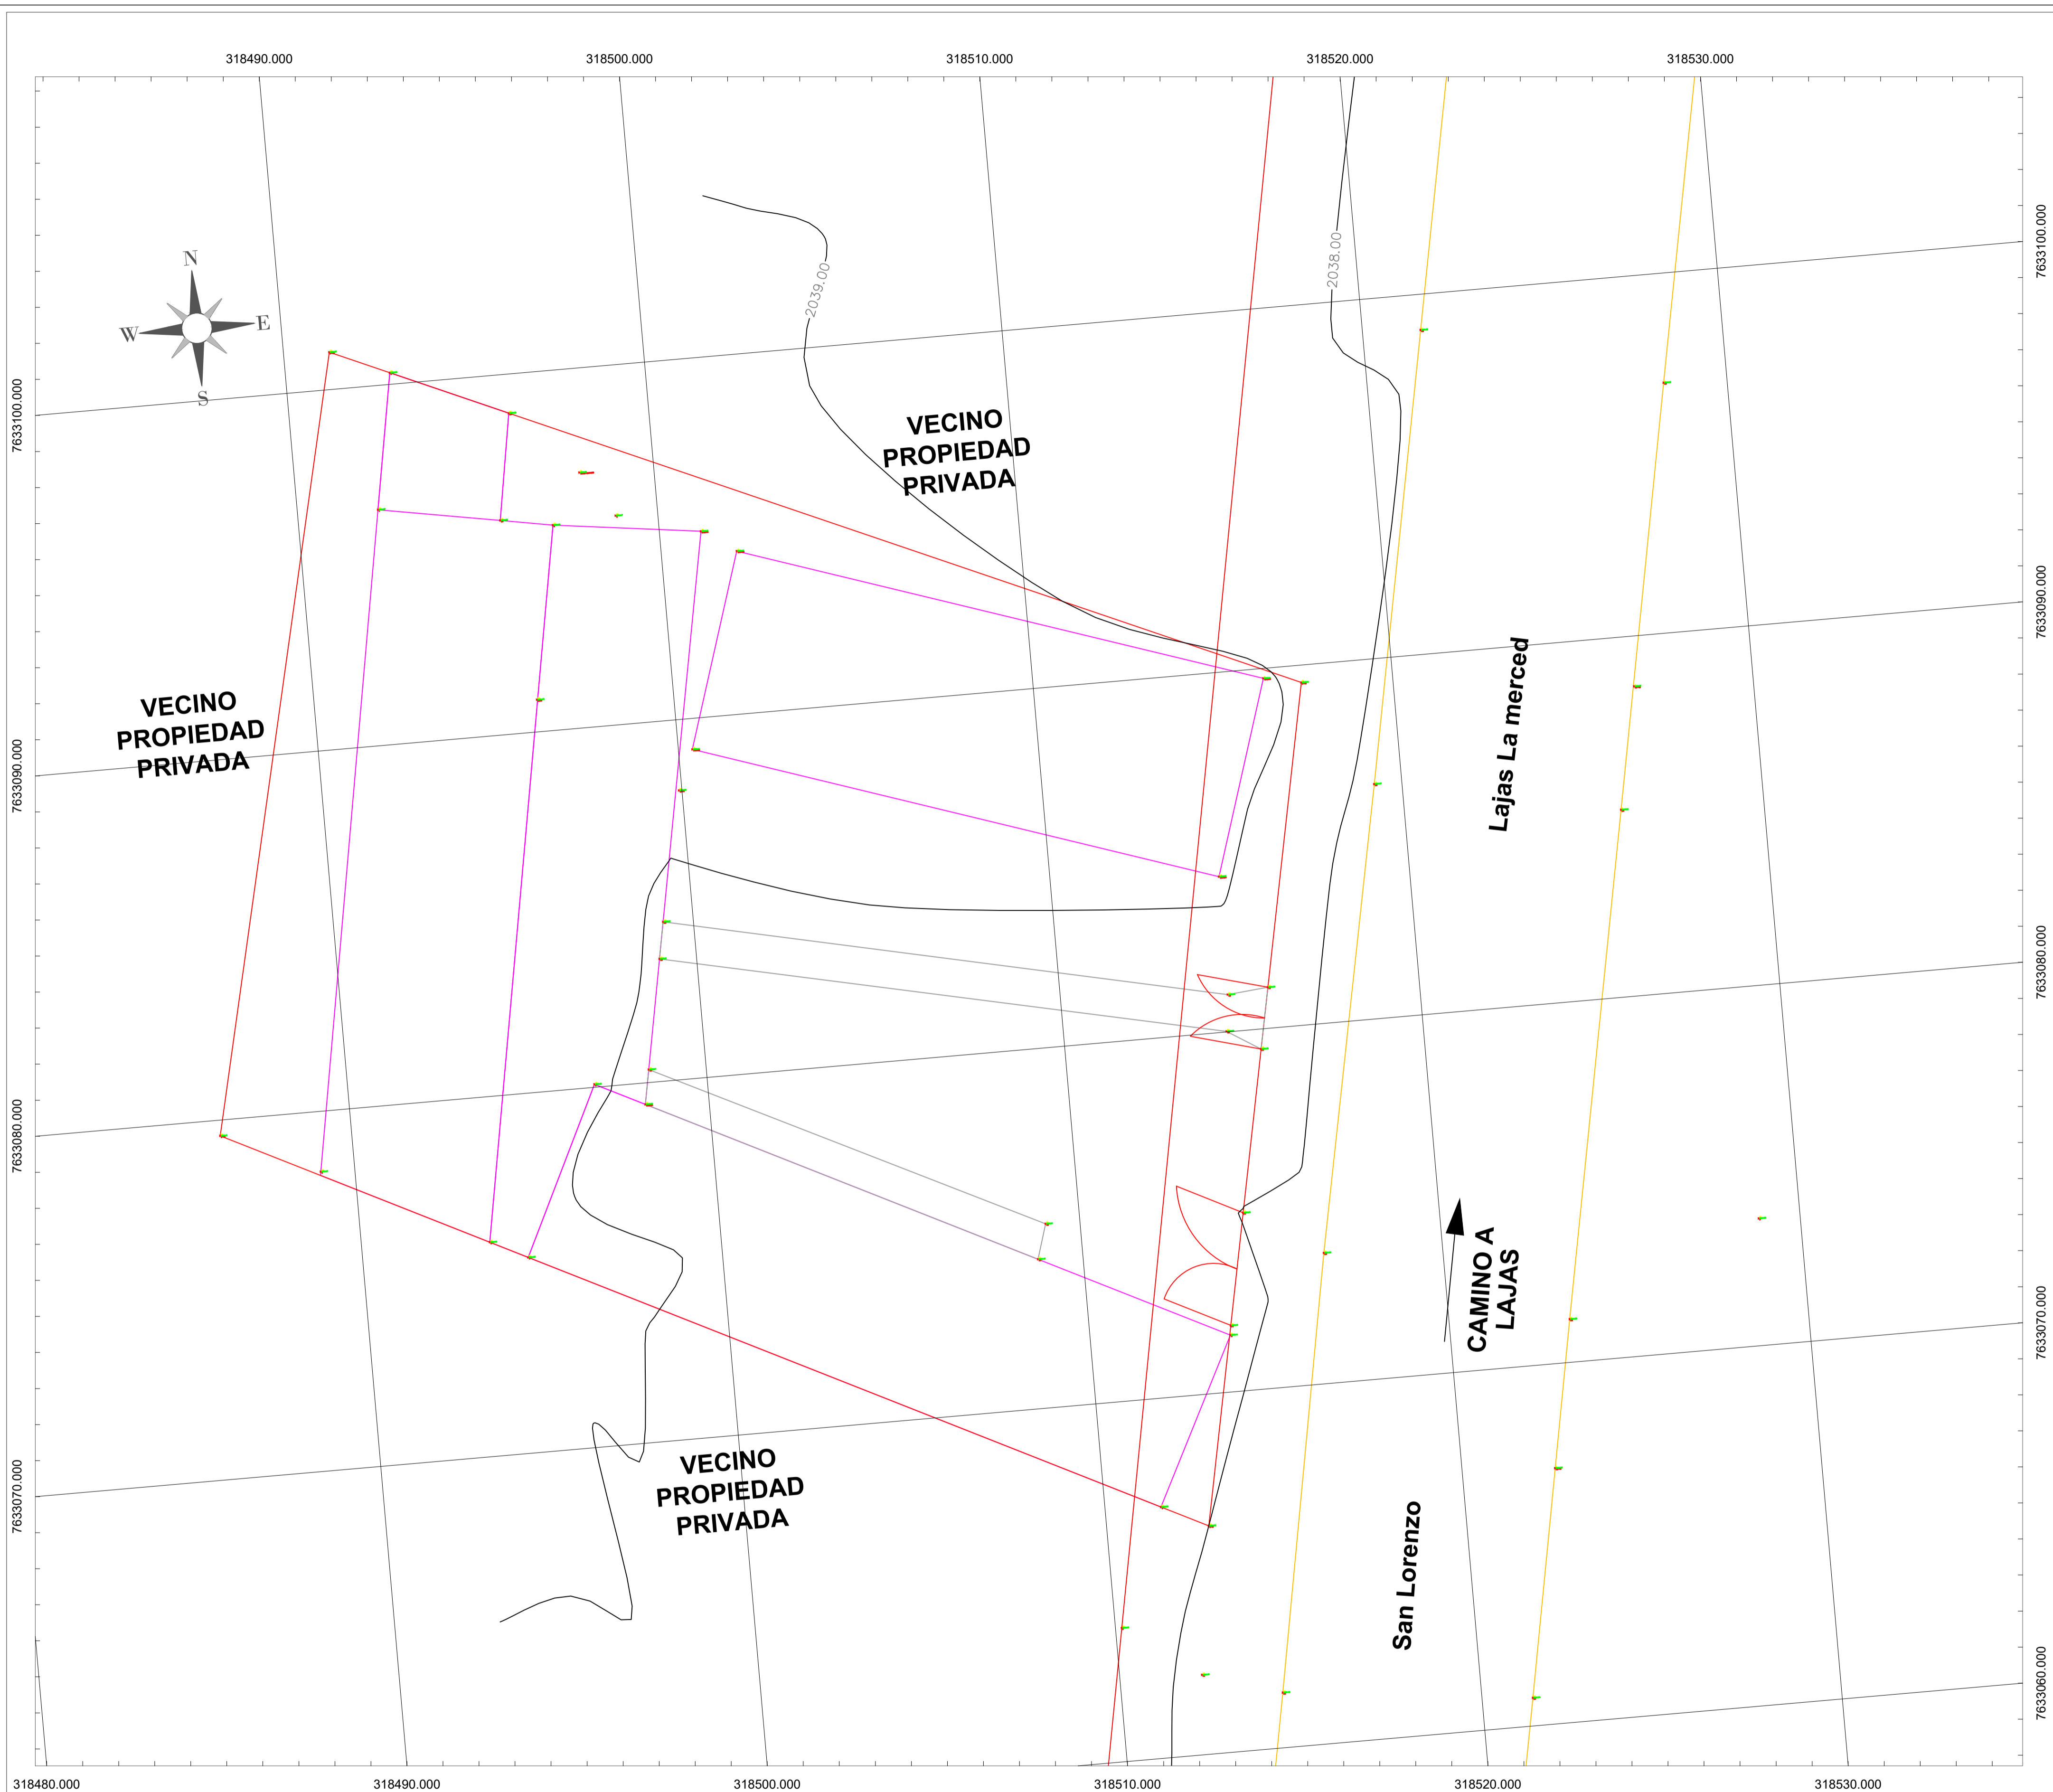 318490.000
318500.000
318510.000
318520.000
318530.000
7633100.000
7633100.000
2039.00
2038.00
N
W
E
S
VECINO
PROPIEDAD
PRIVADA
7633090.000
7633090.000
VECINO
PROPIEDAD
PRIVADA
Lajas La merced
7633080.000
7633080.000
CAMINO A
LAJAS
7633070.000
7633070.000
VECINO
PROPIEDAD
PRIVADA
San Lorenzo
7633060.000
318480.000
318490.000
318500.000
318510.000
318520.000
318530.000